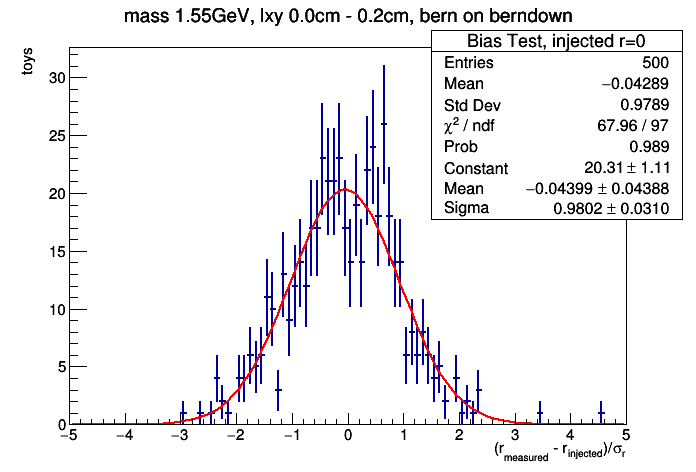 mass 1.55GeV, lxy 0.0cm - 0.2cm, bern on berndown
Bias Test, injected r=0
Entries 500
Mean −0.04289
Std Dev 0.9789
χ² / ndf 67.96 / 97
Prob 0.989
Constant 20.31 ± 1.11
Mean −0.04399 ± 0.04388
Sigma 0.9802 ± 0.0310
toys
30
25
20
15
10
5
0
−5 −4 −3 −2 −1 0 1 2 3 4 5
(r_measured - r_injected)/σ_r